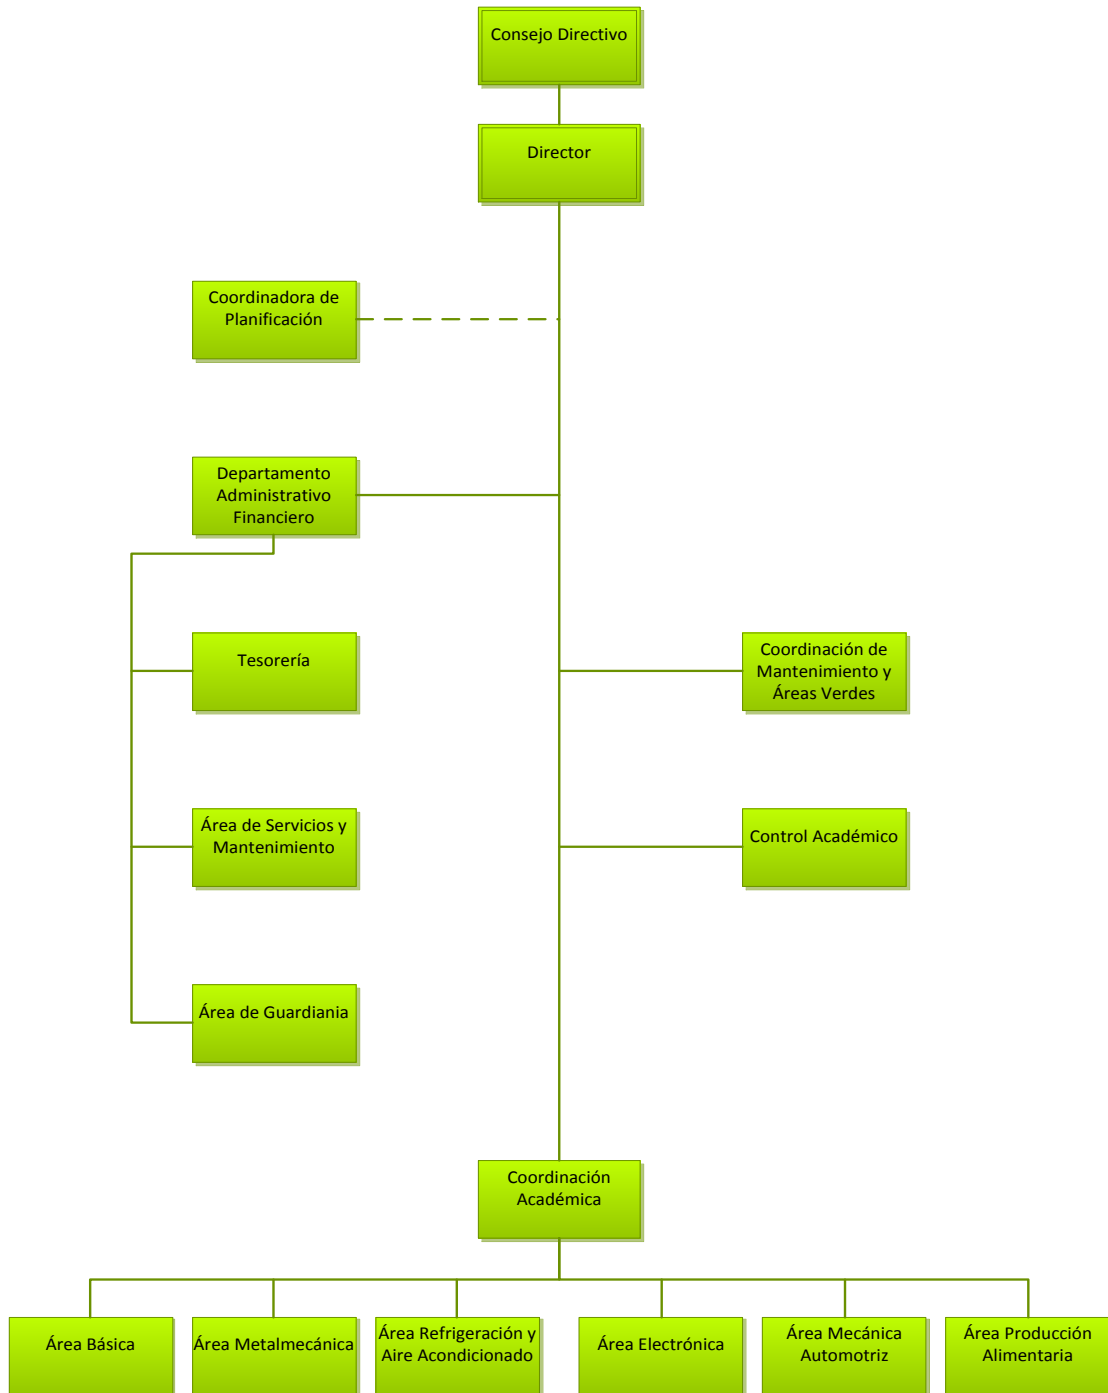 Consejo Directivo
Director
Coordinadora de
Planificación
Departamento
Administrativo
Financiero
Tesorería
Coordinación de
Mantenimiento y
Áreas Verdes
Área de Servicios y
Mantenimiento
Control Académico
Área de Guardiania
Coordinación
Académica
Área Básica
Área Metalmecánica
Área Refrigeración y
Aire Acondicionado
Área Electrónica
Área Mecánica
Automotriz
Área Producción
Alimentaria